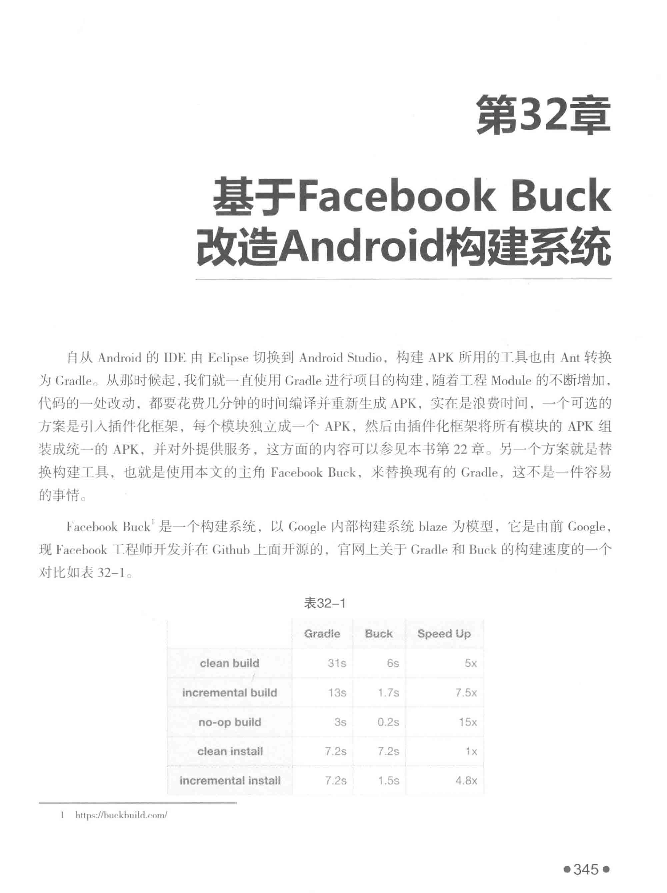 第32章
基于Facebook Buck
改造Android构建系统
自从 Android 的 IDE 由 Eclipse 切换到 Android Studio，构建 APK 所用的工具也由 Ant 转换
为 Gradle。从那时候起，我们就一直使用 Gradle 进行项目的构建，随着工程 Module 的不断增加，
代码的一处改动，都要花费几分钟的时间编译并重新生成 APK，实在是浪费时间，一个可选的
方案是引入插件化框架，每个模块独立成一个 APK，然后由插件化框架将所有模块的 APK 组
装成统一的 APK，并对外提供服务，这方面的内容可以参见本书第 22 章。另一个方案就是替
换构建工具，也就是使用本文的主角 Facebook Buck，来替换现有的 Gradle，这不是一件容易
的事情。
Facebook Buck1 是一个构建系统，以 Google 内部构建系统 blaze 为模型，它是由前 Google，
现 Facebook 工程师开发并在 Github 上面开源的，官网上关于 Gradle 和 Buck 的构建速度的一个
对比如表 32-1。
表32-1
Gradle Buck Speed Up
clean build 31s 6s 5x
incremental build 13s 1.7s 7.5x
no-op build 3s 0.2s 15x
clean install 7.2s 7.2s 1x
incremental install 7.2s 1.5s 4.8x
1 https://buckbuild.com/
●345●